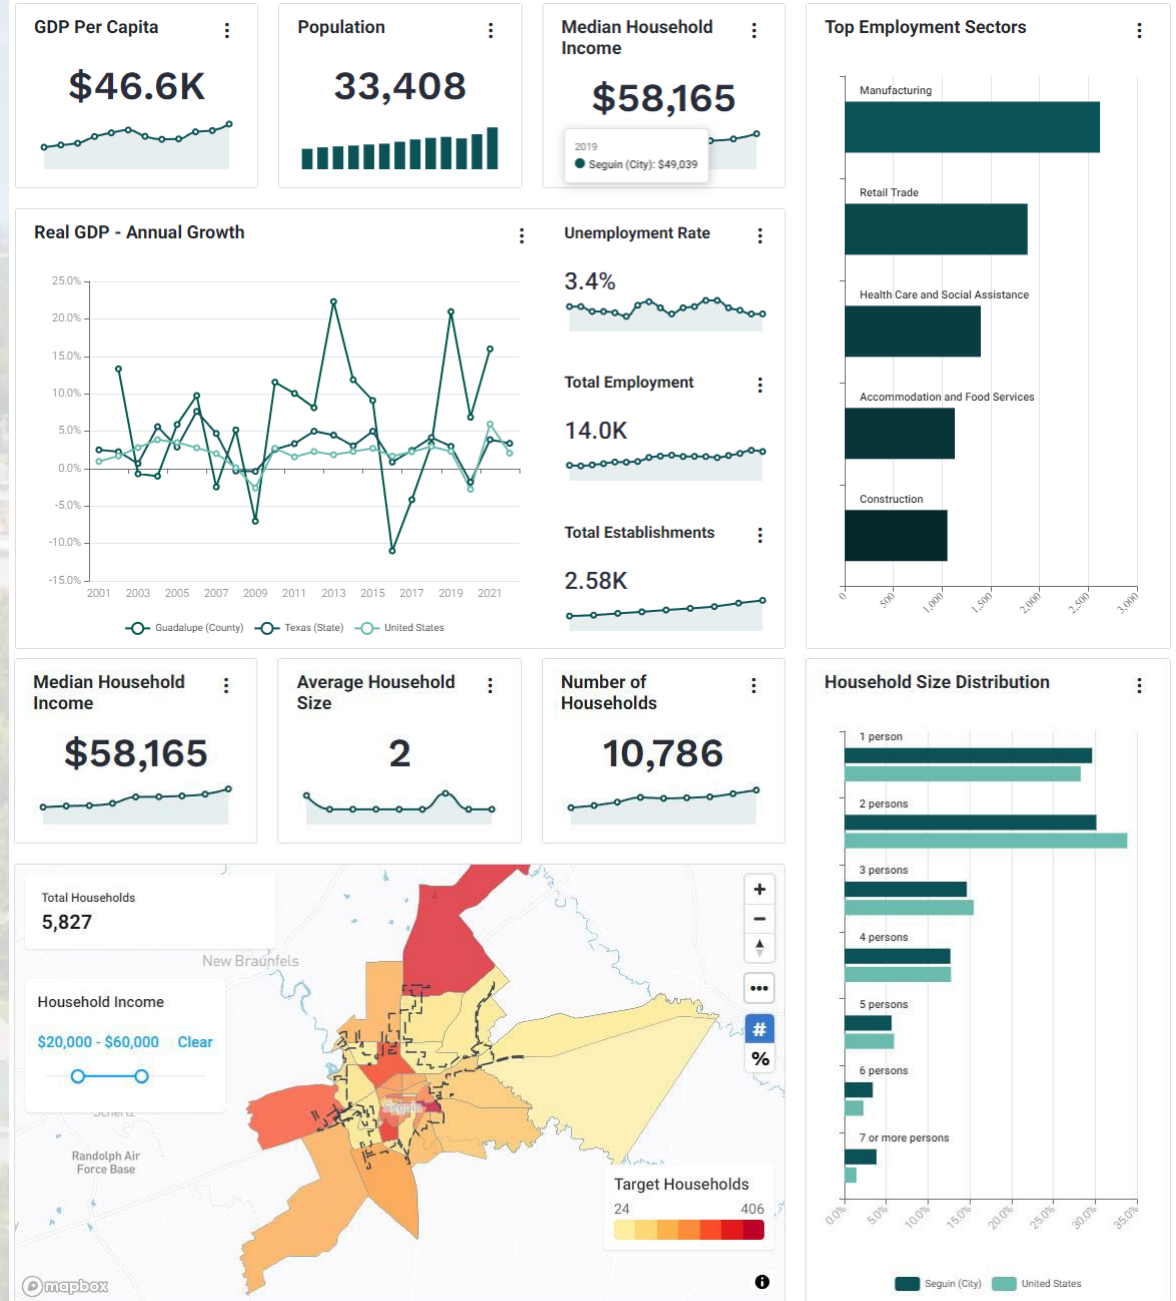 GDP Per Capita
$46.6K
Population
33,408
Median Household
Income
$58,165
2019
Seguin (City): $49,039
Top Employment Sectors
Manufacturing
Retail Trade
Health Care and Social Assistance
Accommodation and Food Services
Construction
0
500
1,000
1,500
2,000
2,500
3,000
Real GDP - Annual Growth
25.0%
20.0%
15.0%
10.0%
5.0%
0.0%
-5.0%
-10.0%
-15.0%
2001 2003 2005 2007 2009 2011 2013 2015 2017 2019 2021
Guadalupe (County) Texas (State) United States
Unemployment Rate
3.4%
Total Employment
14.0K
Total Establishments
2.58K
Median Household
Income
$58,165
Average Household
Size
2
Number of
Households
10,786
Household Size Distribution
1 person
2 persons
3 persons
4 persons
5 persons
6 persons
7 or more persons
0.0%
5.0%
10.0%
15.0%
20.0%
25.0%
30.0%
35.0%
Seguin (City) United States
Total Households
5,827
New Braunfels
Household Income
$20,000 - $60,000 Clear
Schertz
Seguin
Randolph Air
Force Base
#
%
Target Households
24 406
mapbox